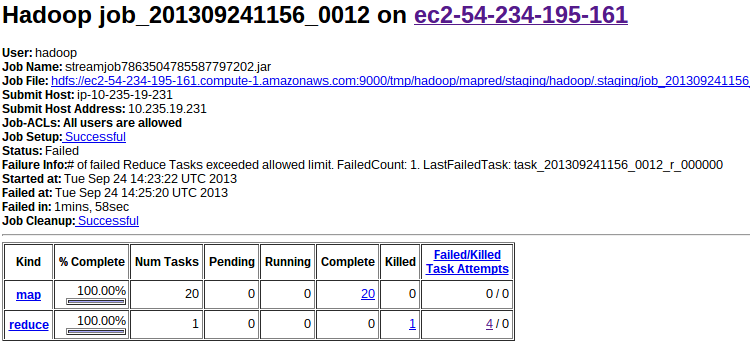 Hadoop job_201309241156_0012 on ec2-54-234-195-161
User: hadoop
Job Name: streamjob7863504785587797202.jar
Job File: hdfs://ec2-54-234-195-161.compute-1.amazonaws.com:9000/tmp/hadoop/mapred/staging/hadoop/.staging/job_201309241156_
Submit Host: ip-10-235-19-231
Submit Host Address: 10.235.19.231
Job-ACLs: All users are allowed
Job Setup: Successful
Status: Failed
Failure Info:# of failed Reduce Tasks exceeded allowed limit. FailedCount: 1. LastFailedTask: task_201309241156_0012_r_000000
Started at: Tue Sep 24 14:23:22 UTC 2013
Failed at: Tue Sep 24 14:25:20 UTC 2013
Failed in: 1mins, 58sec
Job Cleanup: Successful
Kind % Complete Num Tasks Pending Running Complete Killed Failed/Killed
Task Attempts
map 100.00% 20 0 0 20 0 0 / 0
reduce 100.00% 1 0 0 0 1 4 / 0